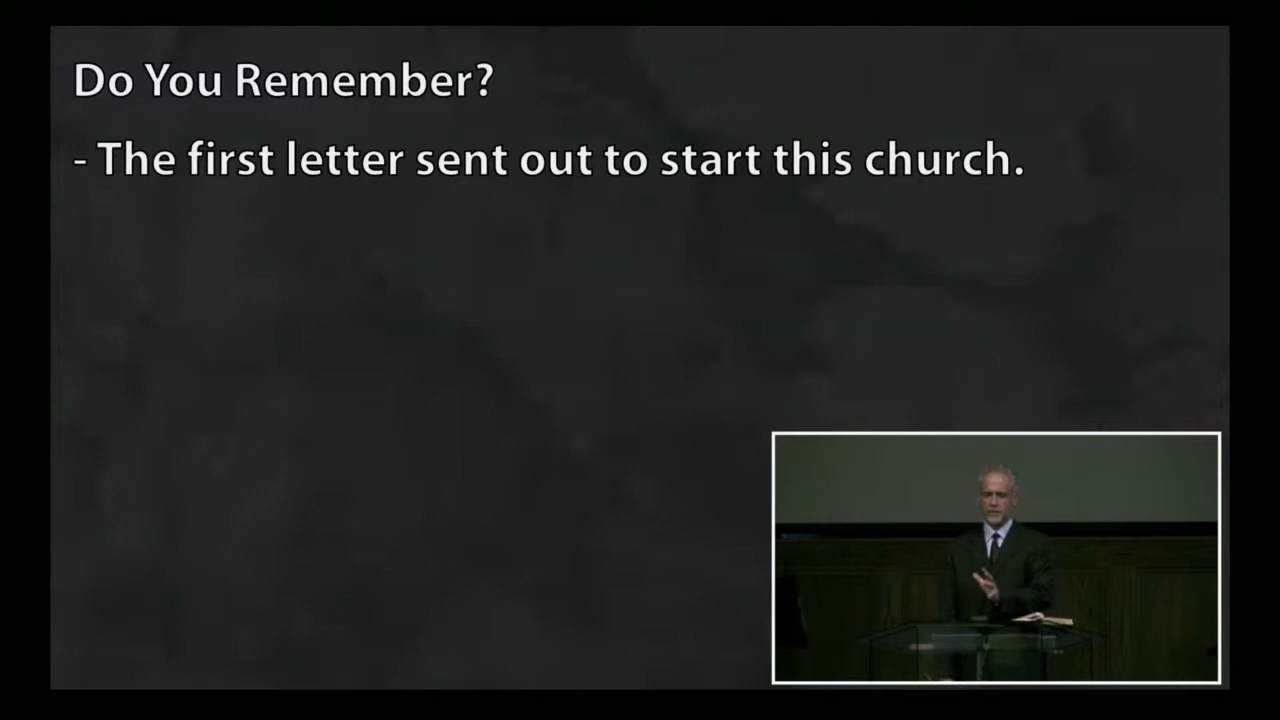 Do You Remember?
- The first letter sent out to start this church.